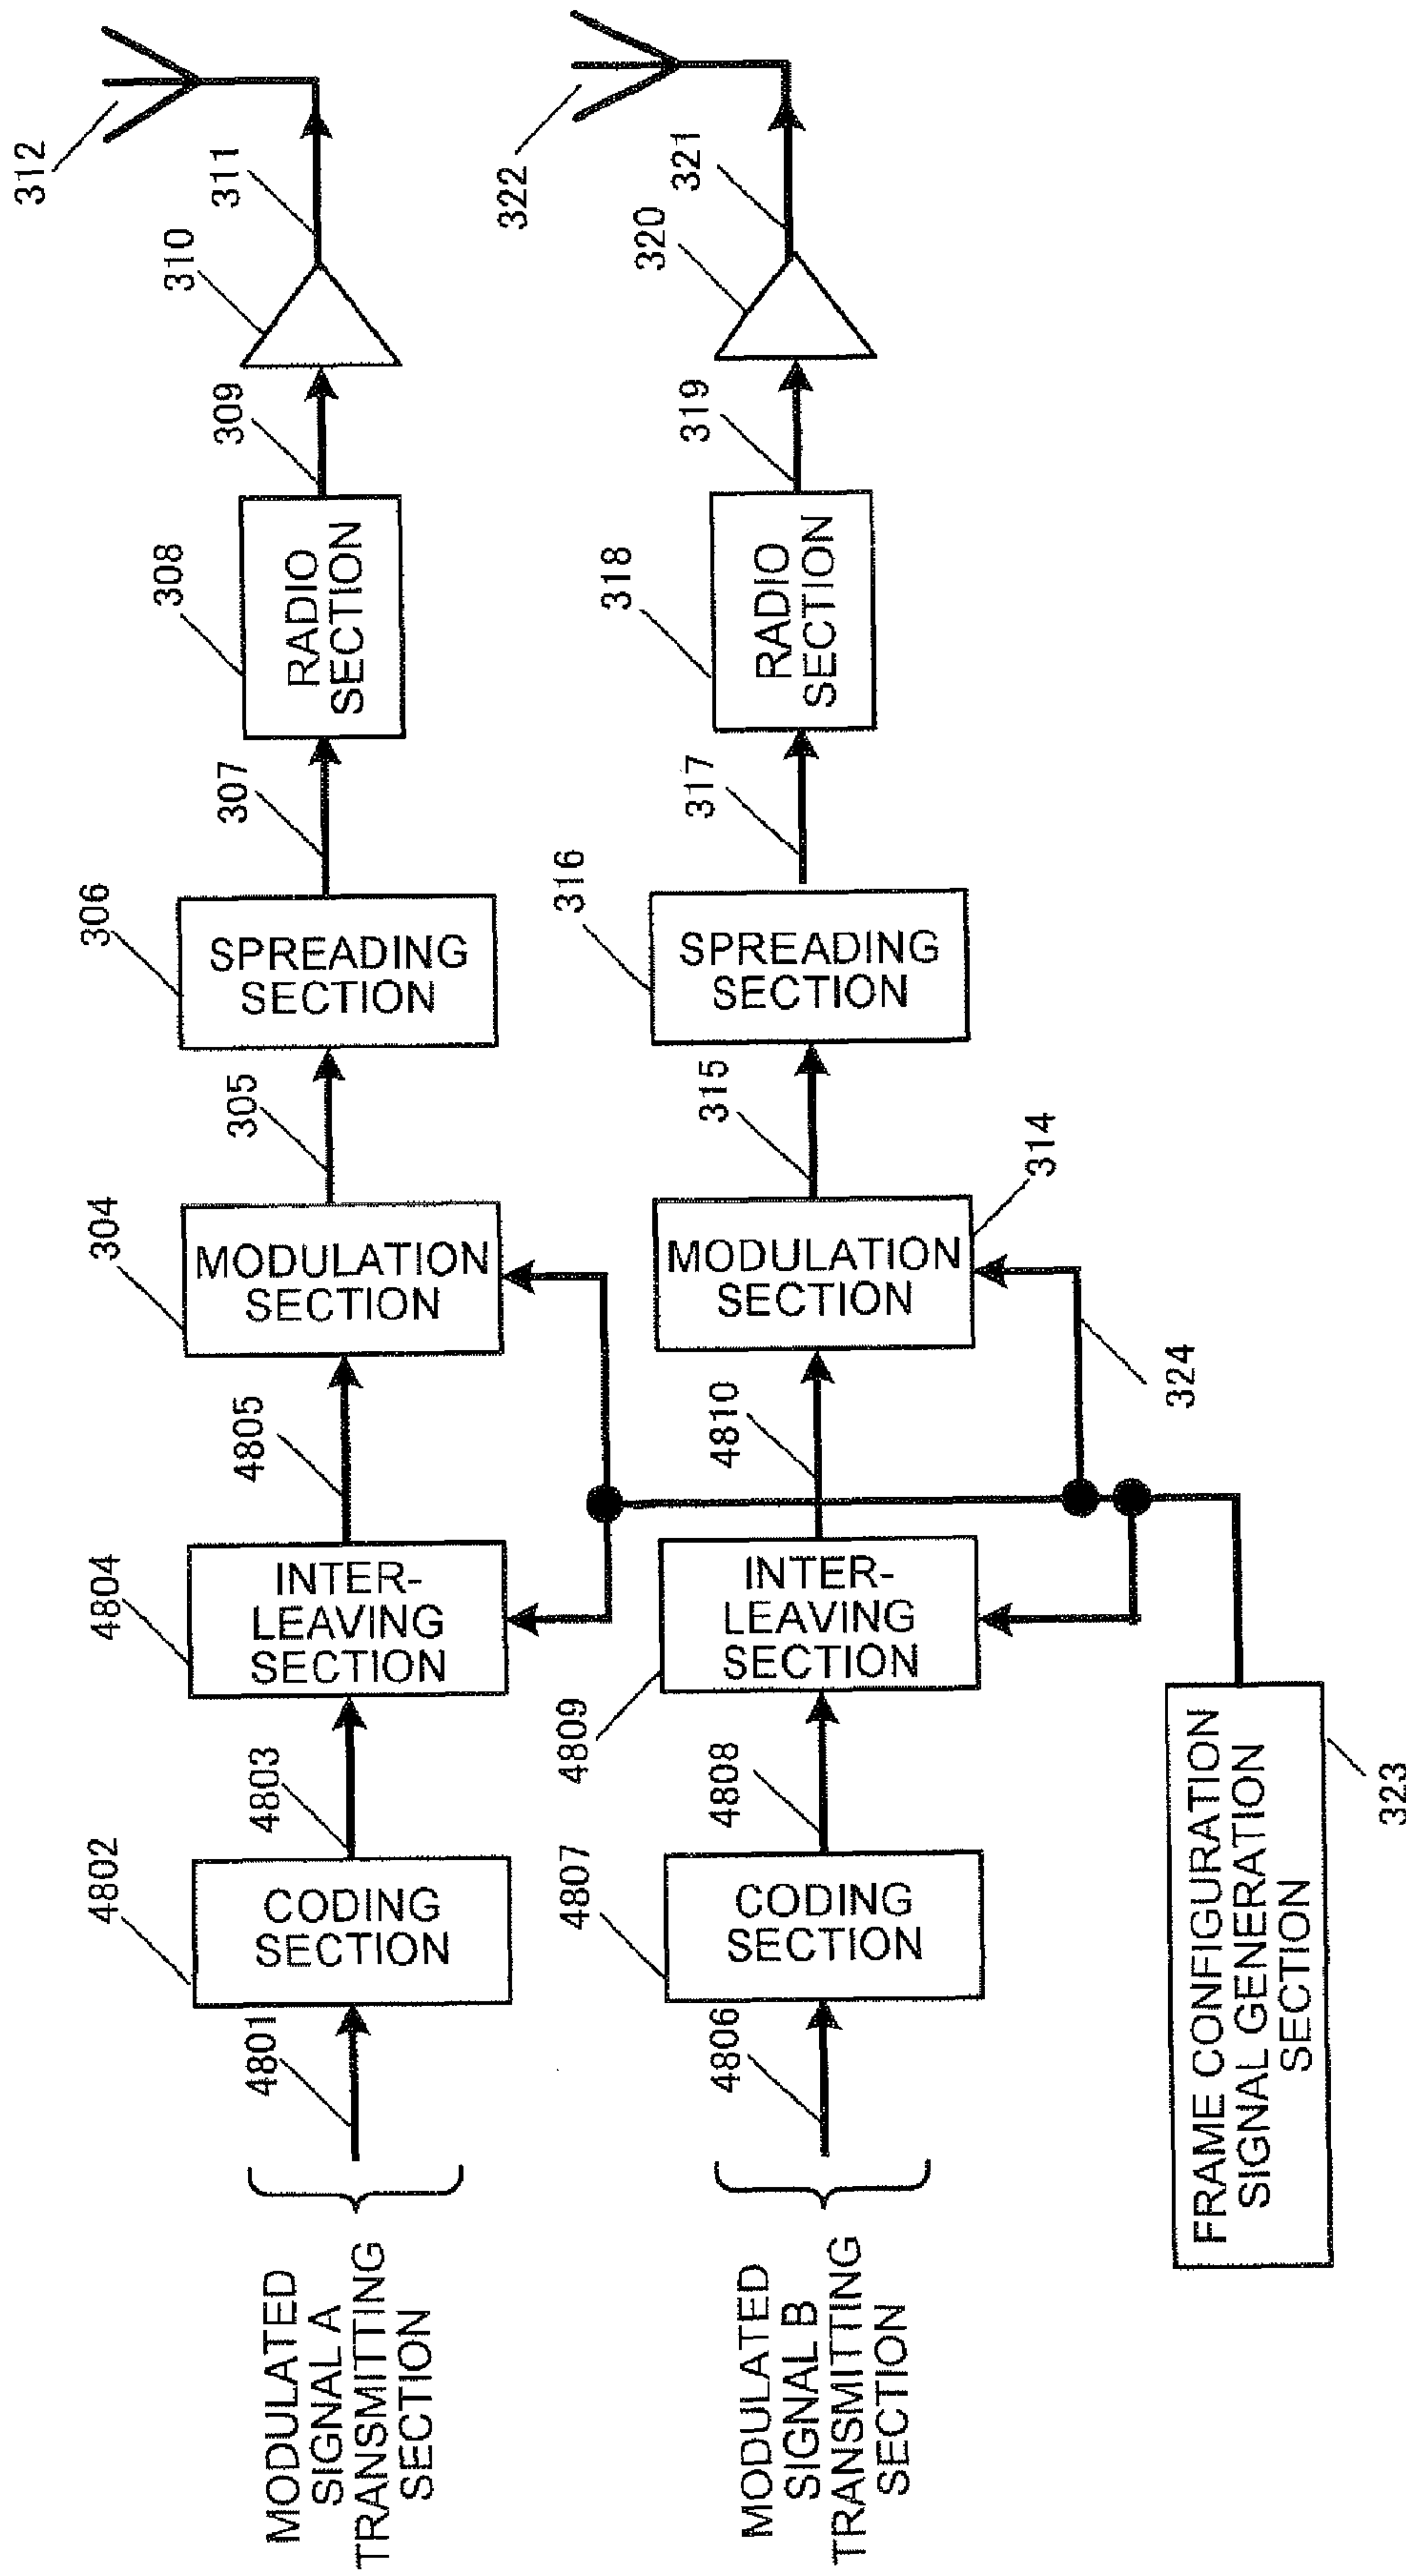 MODULATED
SIGNAL A
TRANSMITTING
SECTION
4801
4802
CODING
SECTION
4803
4804
INTER-
LEAVING
SECTION
4805
304
MODULATION
SECTION
305
306
SPREADING
SECTION
307
308
RADIO
SECTION
309
310
311
312
MODULATED
SIGNAL B
TRANSMITTING
SECTION
4806
4807
CODING
SECTION
4808
4809
INTER-
LEAVING
SECTION
4810
314
MODULATION
SECTION
315
316
SPREADING
SECTION
317
318
RADIO
SECTION
319
320
321
322
FRAME CONFIGURATION
SIGNAL GENERATION
SECTION
323
324